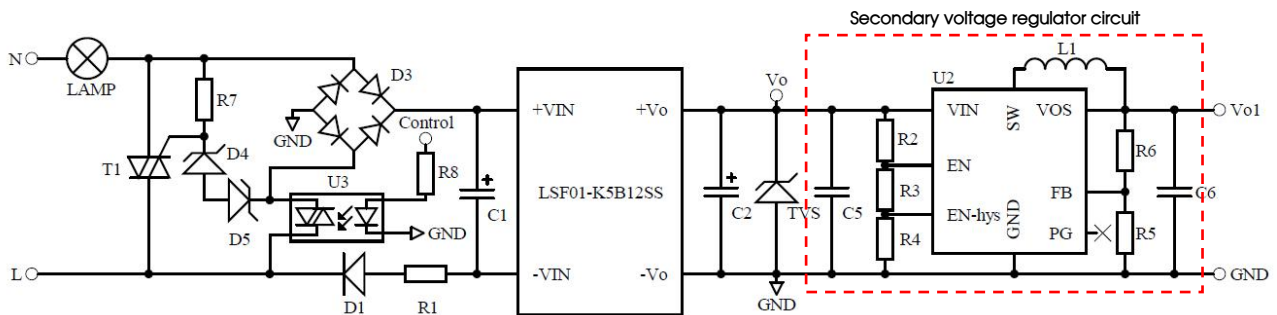 Secondary voltage regulator circuit
L1
N
LAMP
R7
D3
GND
Control
T1
D4
D5
U3
R8
GND
C1
+VIN
+Vo
LSF01-K5B12SS
-VIN
-Vo
L
D1
R1
Vo
C2
TVS
GND
C5
R2
R3
R4
U2
VIN
SW
VOS
EN
FB
EN-hys
GND
PG
R6
R5
C6
Vo1
GND